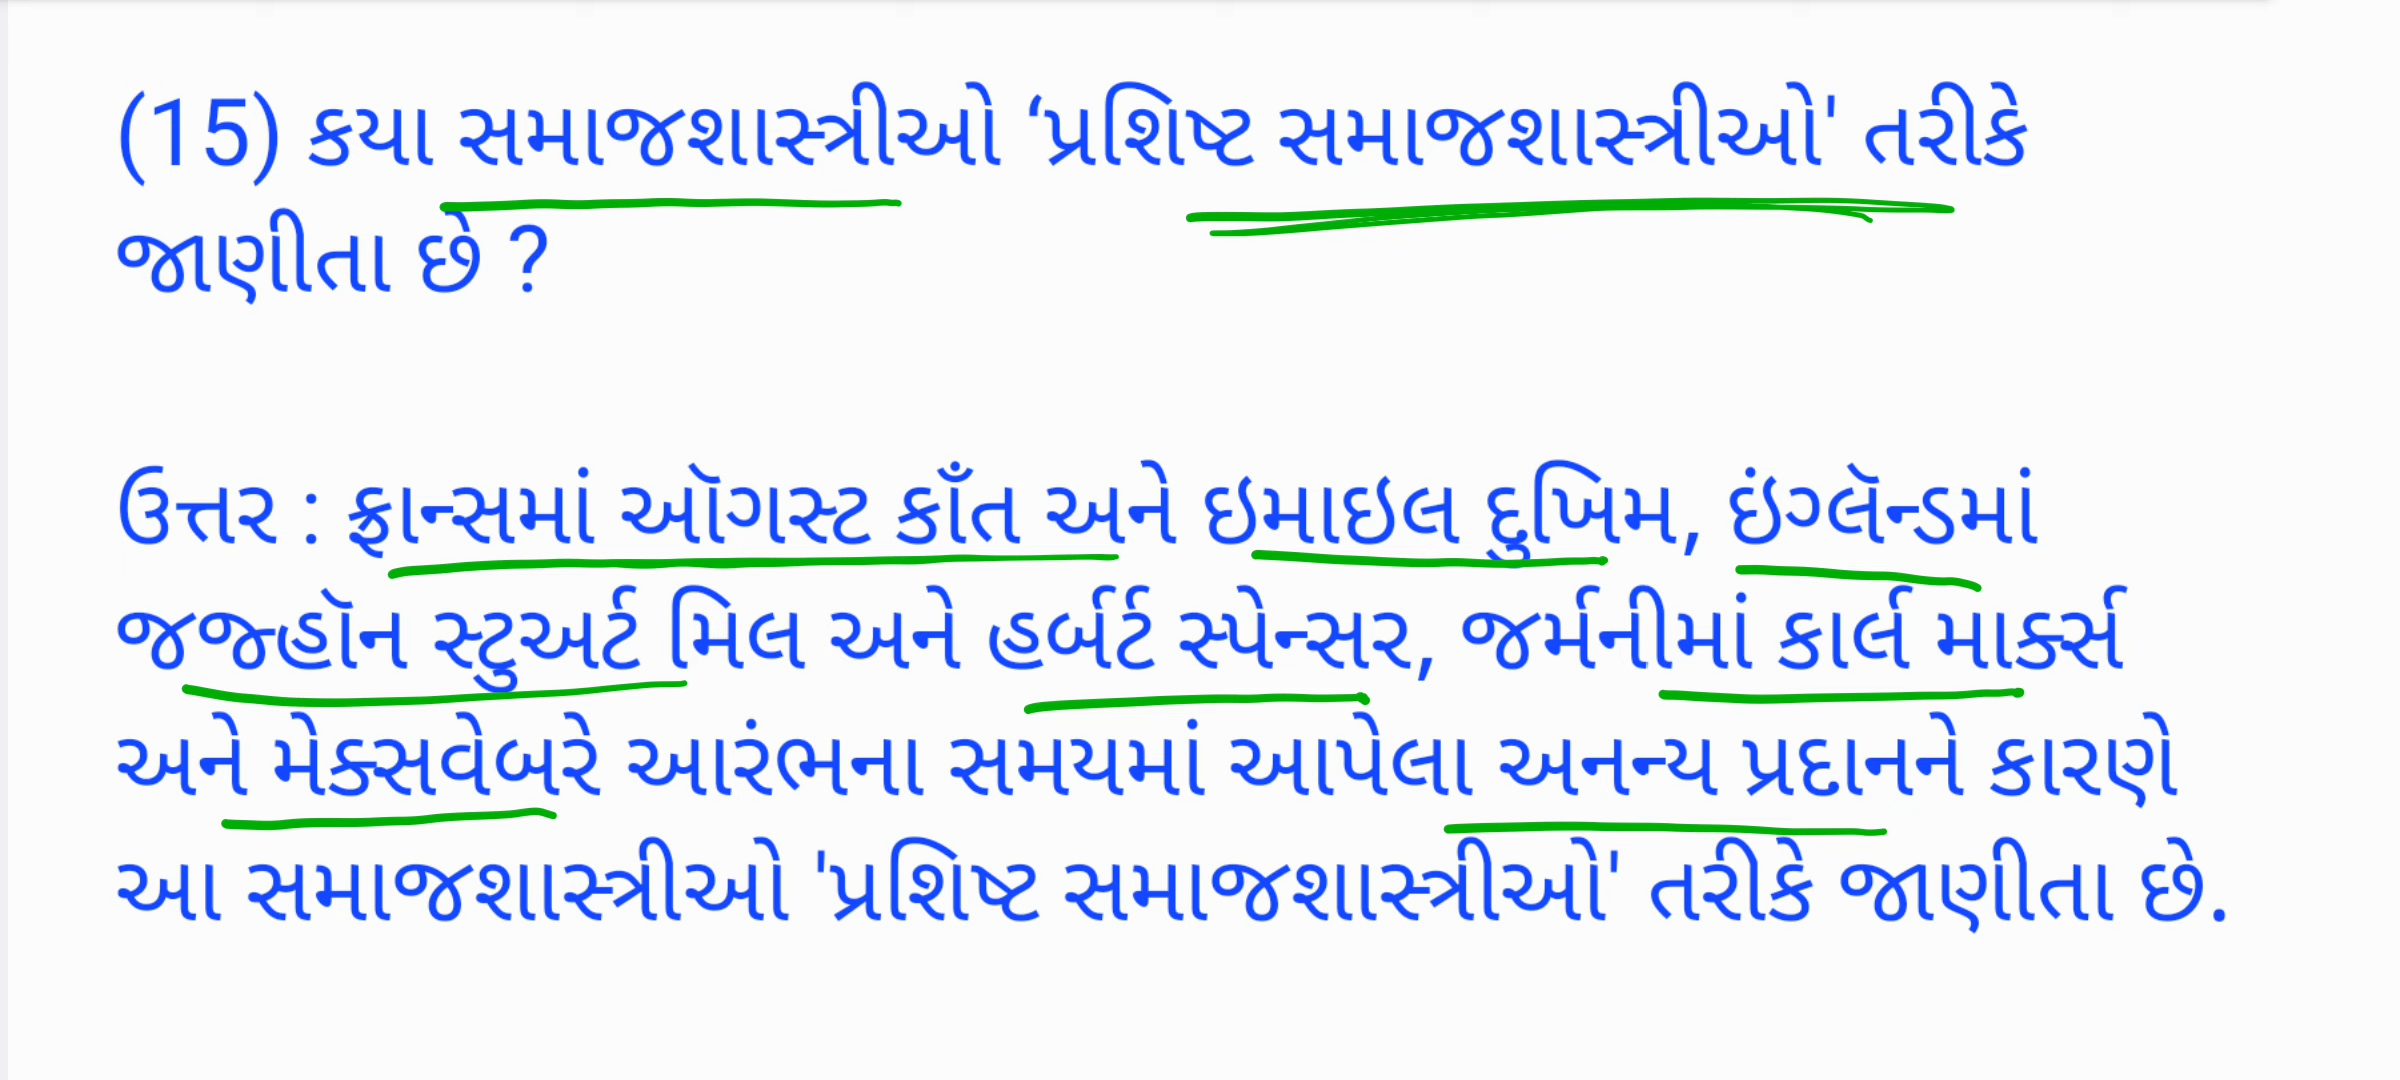 (15) કયા સમાજશાસ્ત્રીઓ ‘પ્રશિષ્ટ સમાજશાસ્ત્રીઓ' તરીકે
જાણીતા છે ?
ઉત્તર : ફ્રાન્સમાં ઑગસ્ટ કૉંત અને ઇમાઇલ દુખિમ, ઇંગ્લૅન્ડમાં
જજ્હૉન સ્ટુઅર્ટ મિલ અને હર્બર્ટ સ્પેન્સર, જર્મનીમાં કાર્લ માર્ક્સ
અને મેક્સવેબરે આરંભના સમયમાં આપેલા અનન્ય પ્રદાનને કારણે
આ સમાજશાસ્ત્રીઓ 'પ્રશિષ્ટ સમાજશાસ્ત્રીઓ' તરીકે જાણીતા છે.